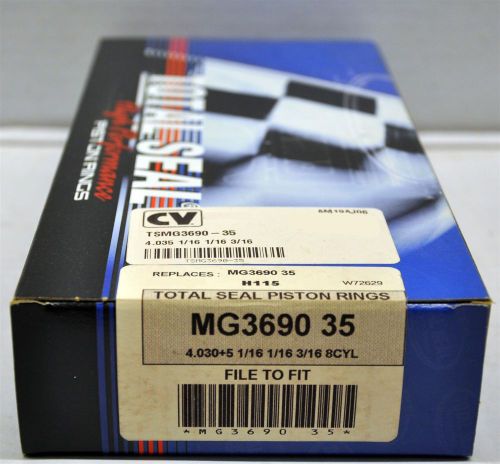 TOTAL SEAL
High Performance
PISTON RINGS
CV
TSMG3690-35
4.035 1/16 1/16 3/16
TSMG3690-35
REPLACES: MG3690 35
H115 W72629
TOTAL SEAL PISTON RINGS
MG3690 35
4.030+5 1/16 1/16 3/16 8CYL
FILE TO FIT
*MG3690 35*